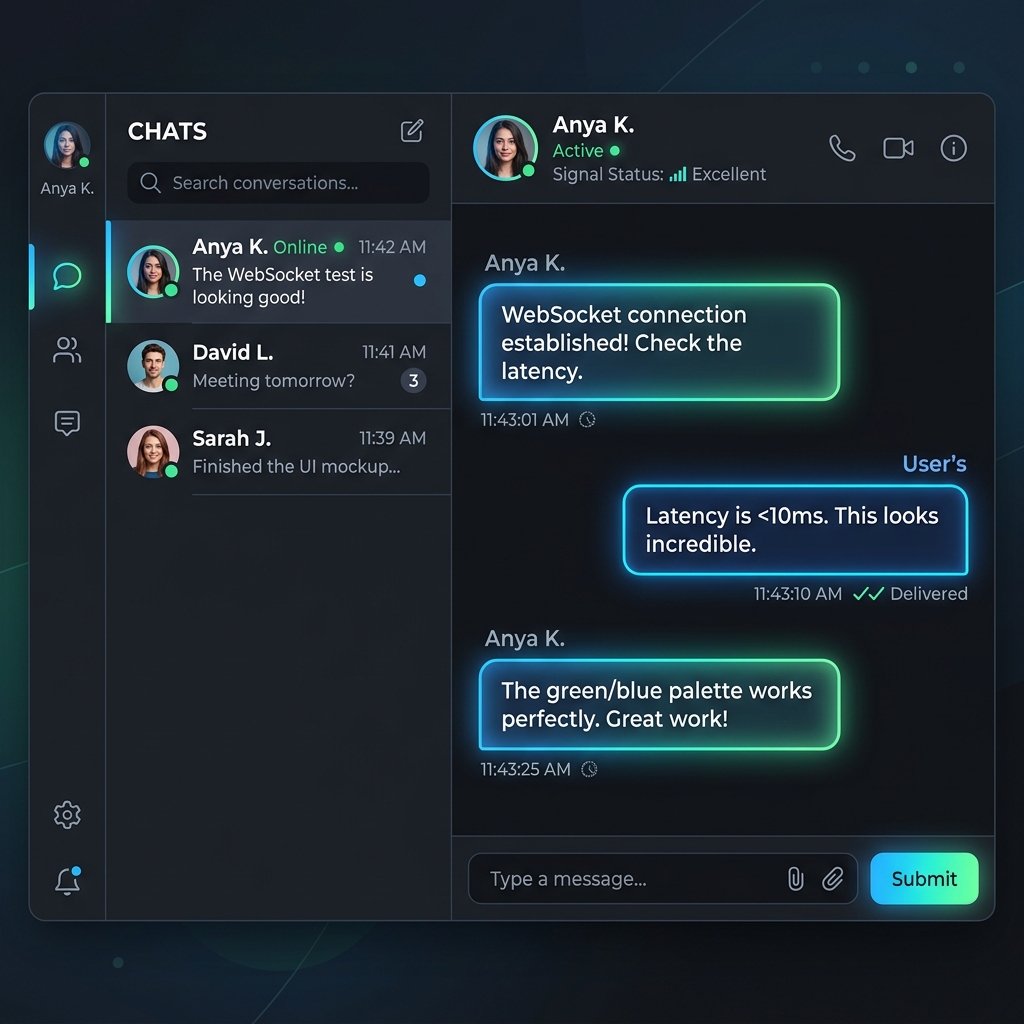 Anya K.
CHATS
Search conversations...
Anya K. Online 11:42 AM
The WebSocket test is
looking good!
David L. 11:41 AM
Meeting tomorrow? 3
Sarah J. 11:39 AM
Finished the UI mockup...
Anya K.
Active
Signal Status: Excellent
Anya K.
WebSocket connection
established! Check the
latency.
11:43:01 AM
User's
Latency is <10ms. This looks
incredible.
11:43:10 AM Delivered
Anya K.
The green/blue palette works
perfectly. Great work!
11:43:25 AM
Type a message...
Submit